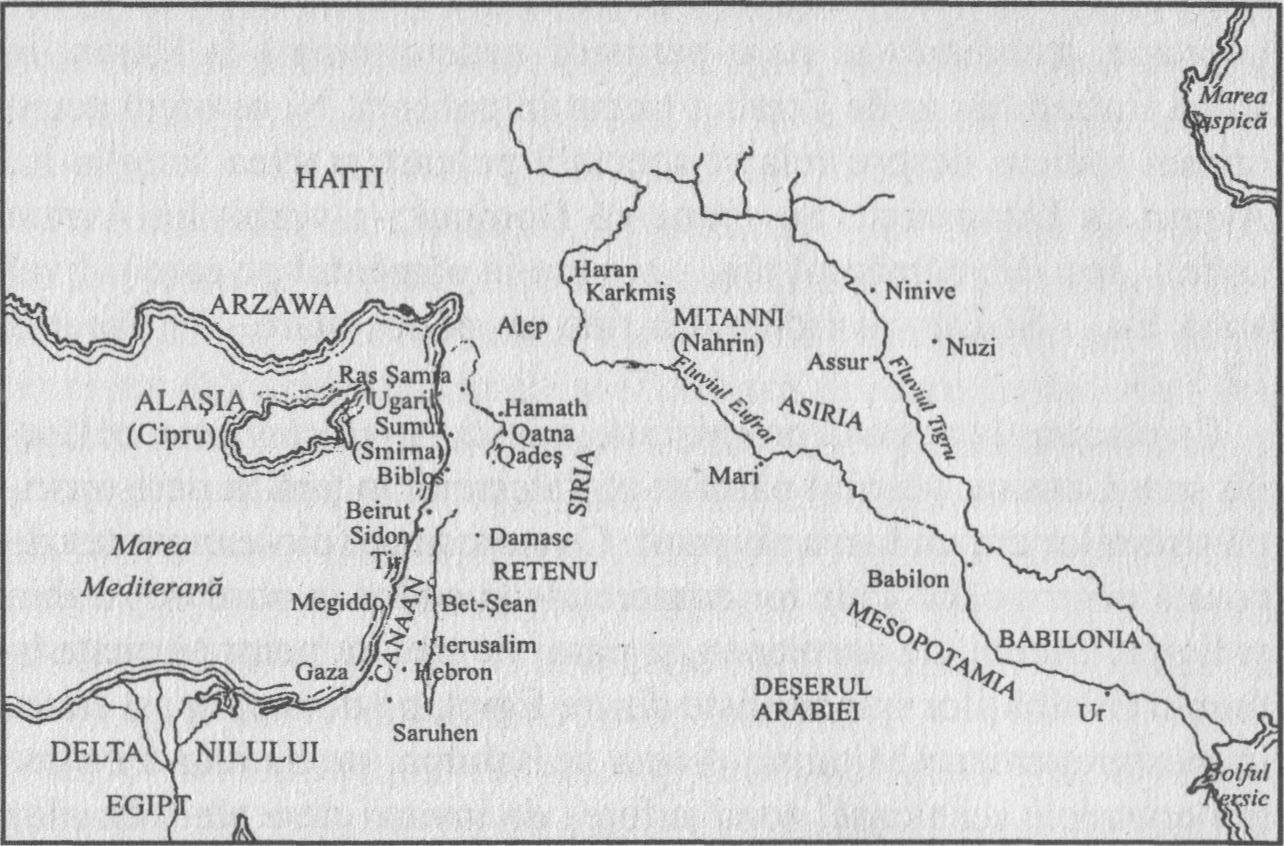 Marea
Caspică
HATTI
Haran
Karkmiş
Ninive
ARZAWA
Alep
MITANNI
(Nahrin)
Nuzi
Assur
Fluviul Tigru
Fluviul Eufrat
Ras Şamra
Ugarit
ALAŞIA
(Cipru)
ASIRIA
Hamath
Sumur
Qatna
(Smirna)
Qadeş
Biblos
Mari
SIRIA
Beirut
Sidon
Damasc
Tir
RETENU
Marea
Mediterană
Babilon
Megiddo
CANAAN
Bet-Şean
MESOPOTAMIA
BABILONIA
Ierusalim
Gaza
Hebron
DEŞERUL
ARABIEI
Ur
Saruhen
DELTA NILULUI
EGIPT
Golful
Persic